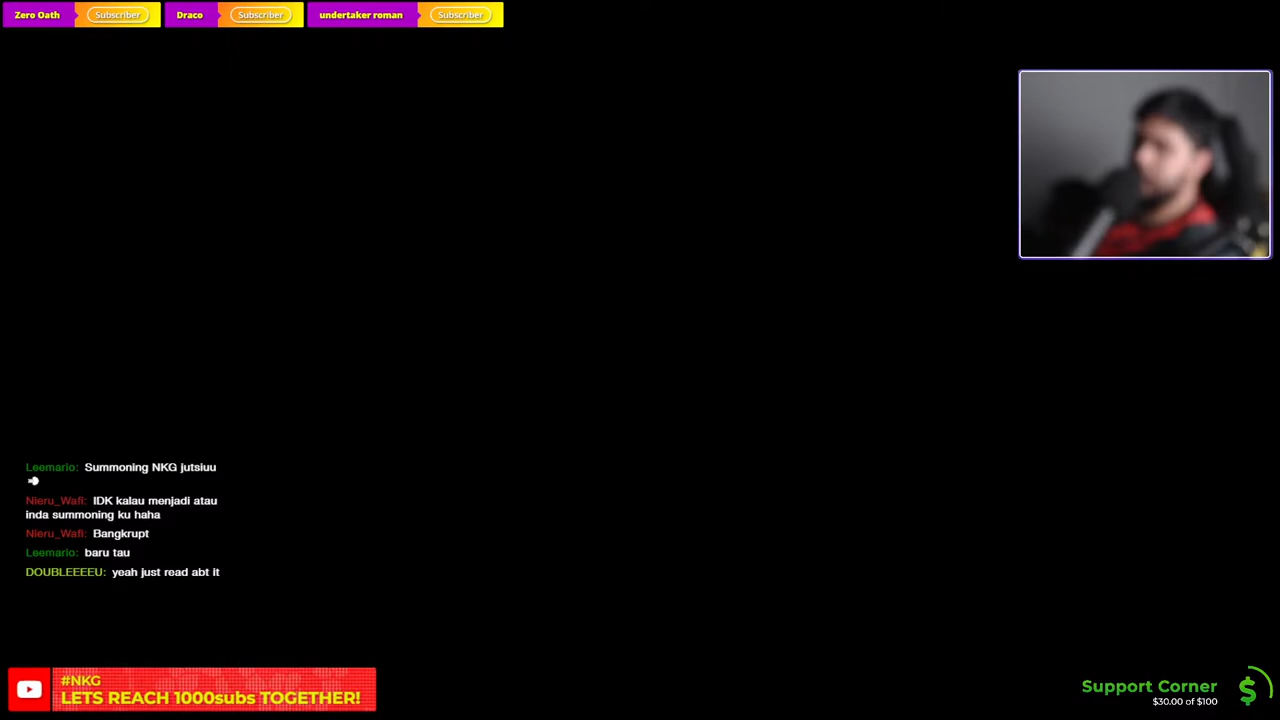 Zero Oath Subscriber Draco Subscriber undertaker roman Subscriber
Leemario: Summoning NKG jutsiuu
Nieru_Wafi: IDK kalau menjadi atau
inda summoning ku haha
Nieru_Wafi: Bangkrupt
Leemario: baru tau
DOUBLEEEEU: yeah just read abt it
#NKG
LETS REACH 1000subs TOGETHER!
Support Corner
$30.00 of $100